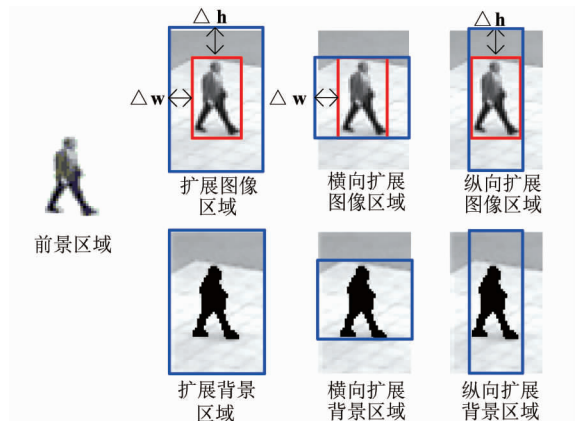 △ h
△ h
△ w
△ w
扩展图像
区域
横向扩展
图像区域
纵向扩展
图像区域
前景区域
扩展背景
区域
横向扩展
背景区域
纵向扩展
背景区域